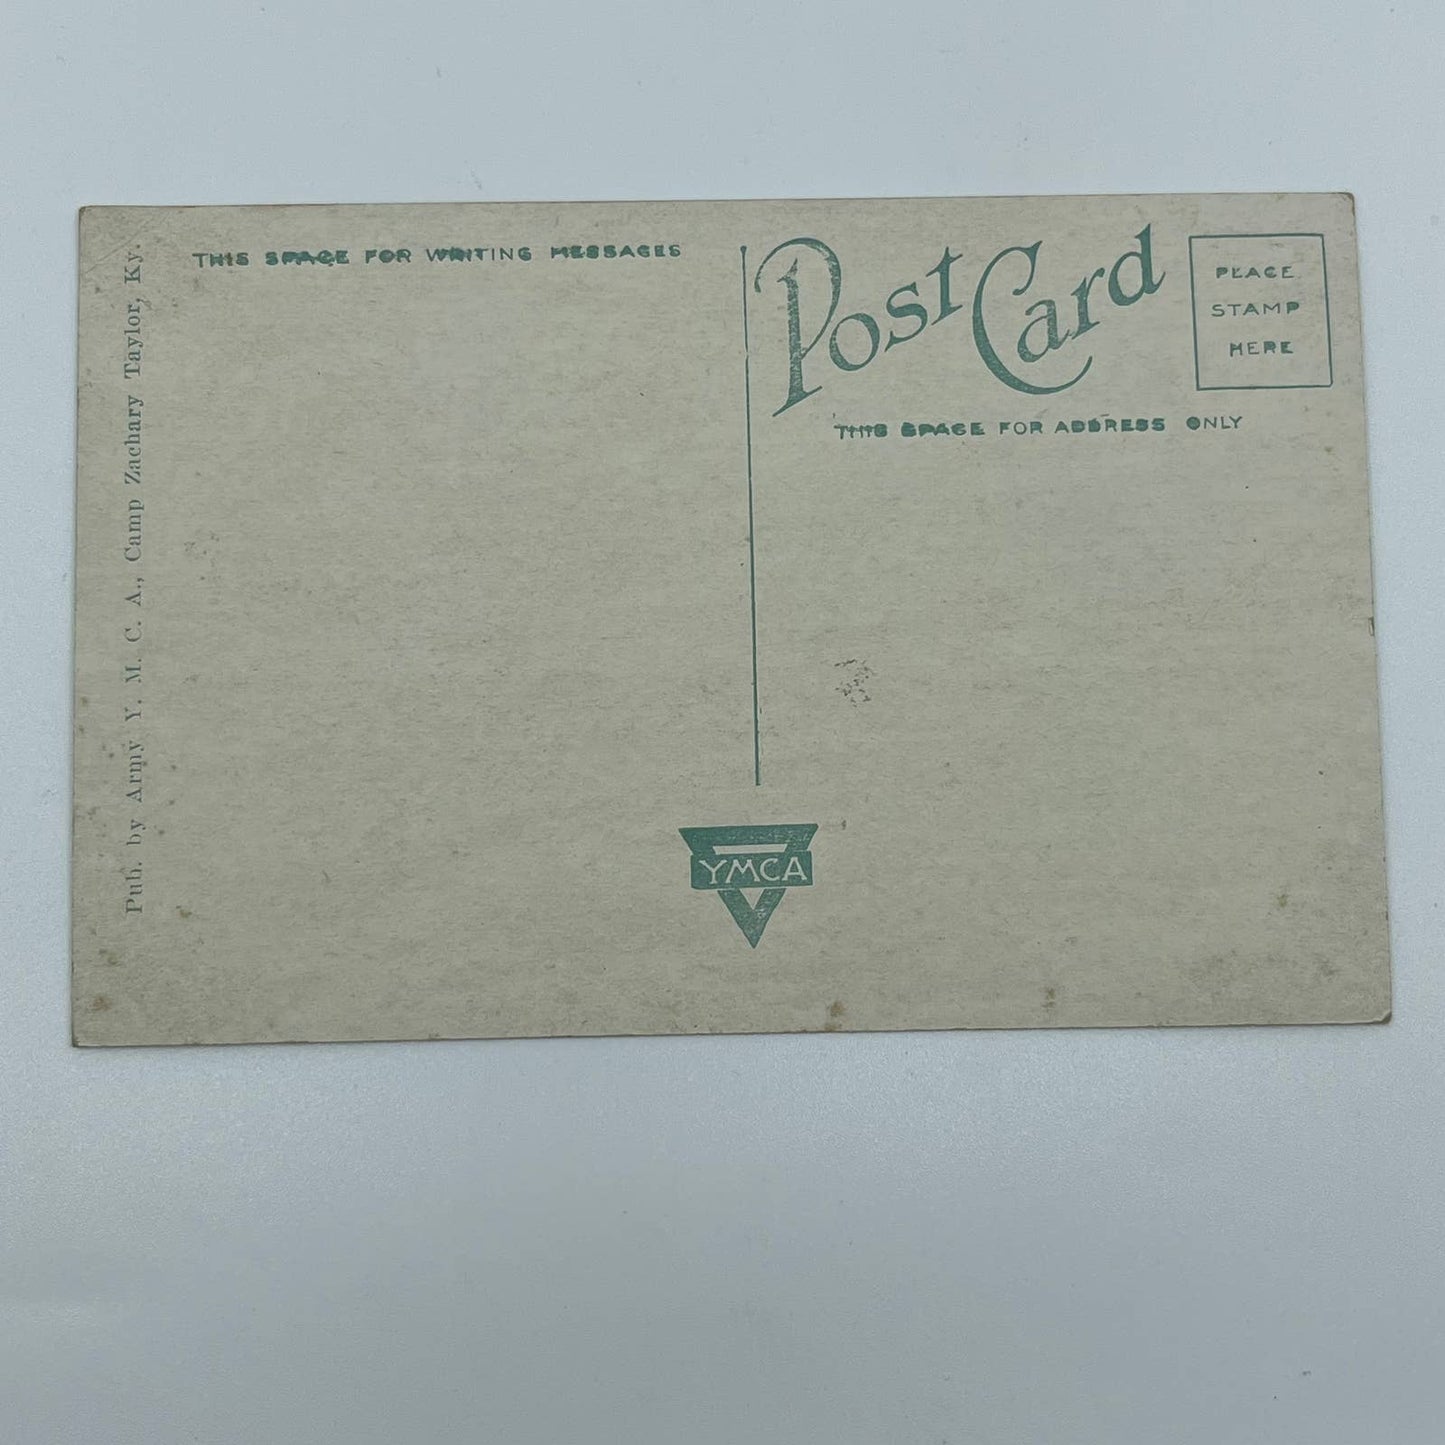 THIS SPACE FOR WRITING MESSAGES
Post Card
PLACE
STAMP
HERE
THIS SPACE FOR ADDRESS ONLY
Pub. by Army Y. M. C. A., Camp Zachary Taylor, Ky.
YMCA